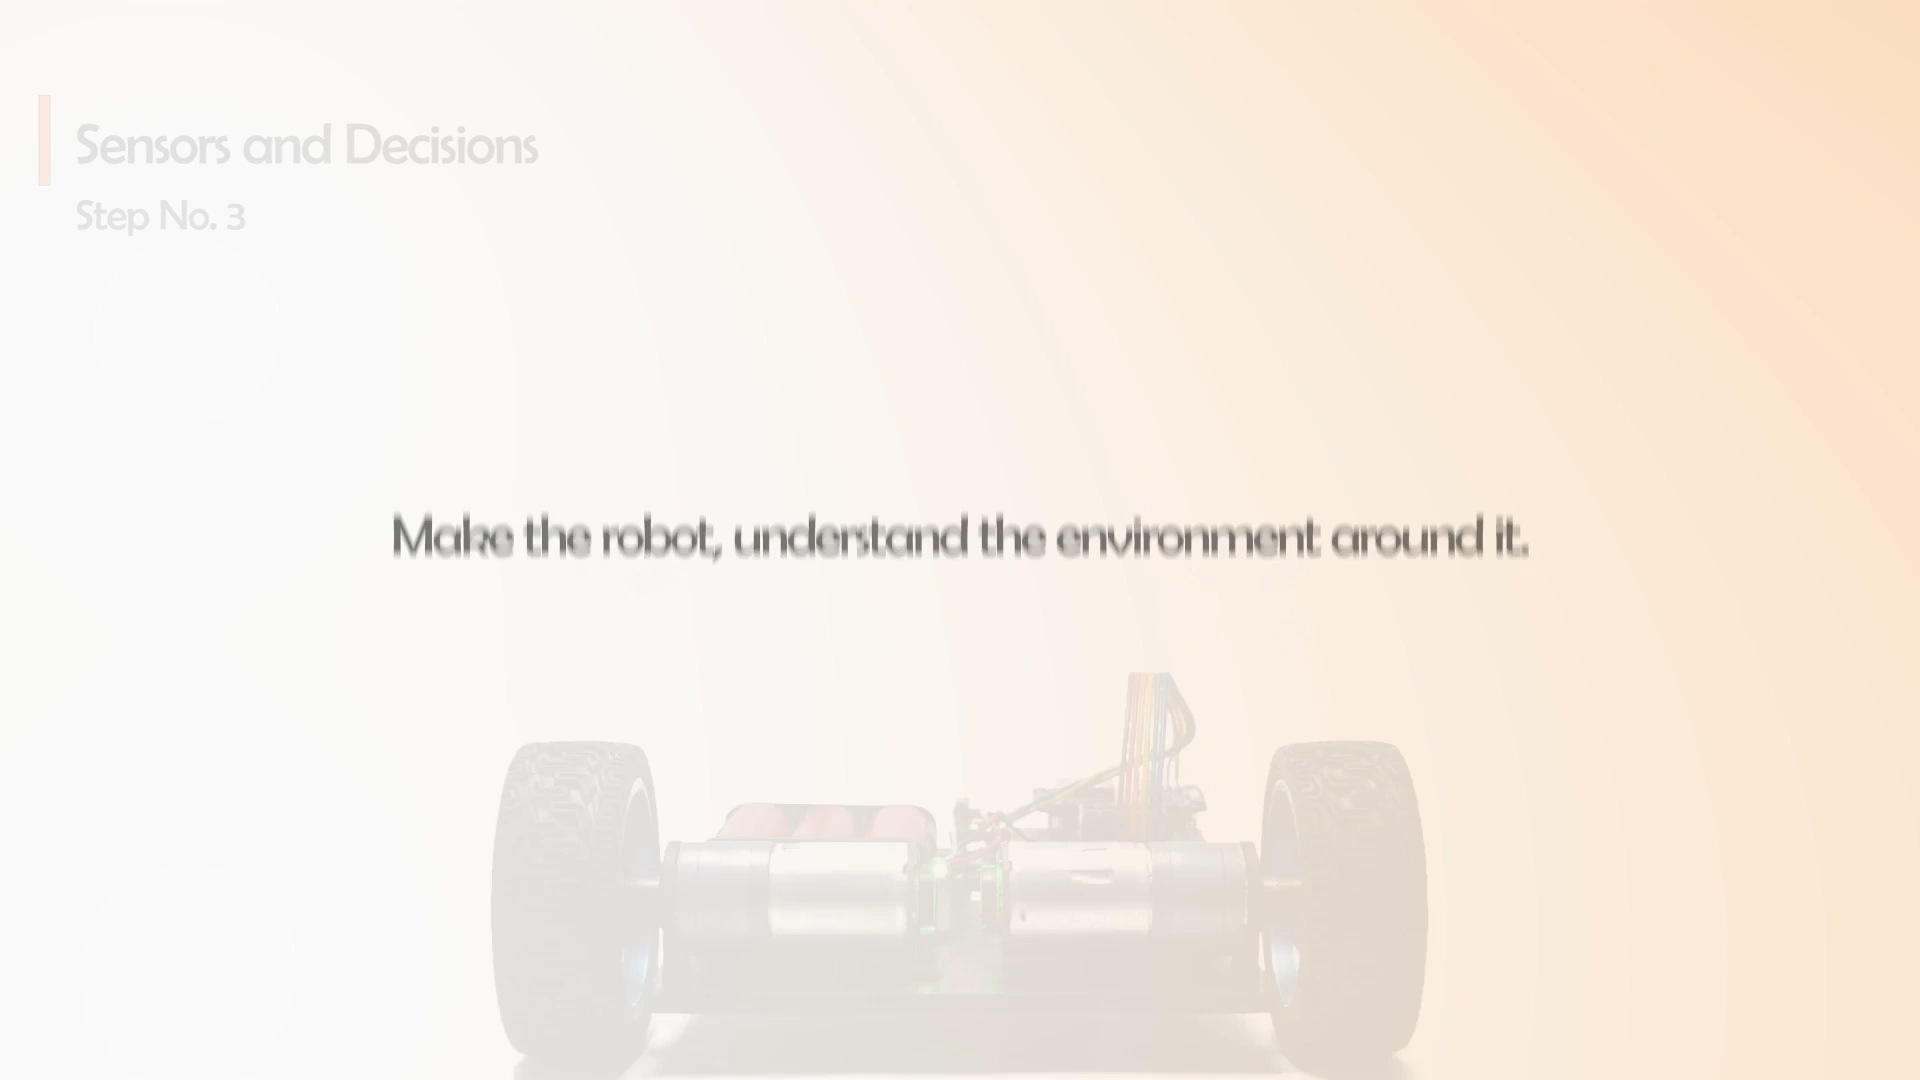 Sensors and Decisions
Step No. 3
Make the robot, understand the environment around it.